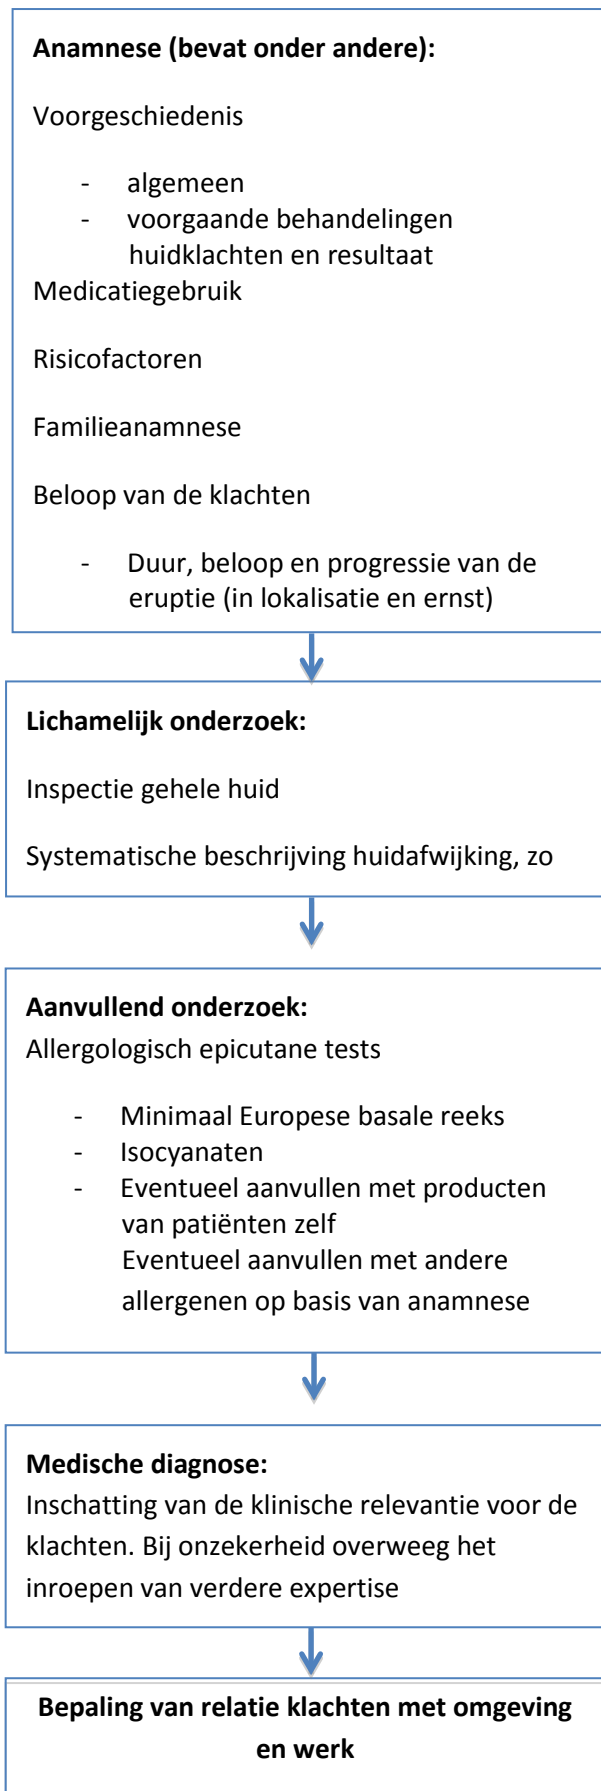 Anamnese (bevat onder andere):
Voorgeschiedenis
- algemeen
- voorgaande behandelingen
huidklachten en resultaat
Medicatiegebruik
Risicofactoren
Familieanamnese
Beloop van de klachten
- Duur, beloop en progressie van de
eruptie (in lokalisatie en ernst)
Lichamelijk onderzoek:
Inspectie gehele huid
Systematische beschrijving huidafwijking, zo
Aanvullend onderzoek:
Allergologisch epicutane tests
- Minimaal Europese basale reeks
- Isocyanaten
- Eventueel aanvullen met producten
van patiënten zelf
Eventueel aanvullen met andere
allergenen op basis van anamnese
Medische diagnose:
Inschatting van de klinische relevantie voor de
klachten. Bij onzekerheid overweeg het
inroepen van verdere expertise
Bepaling van relatie klachten met omgeving
en werk